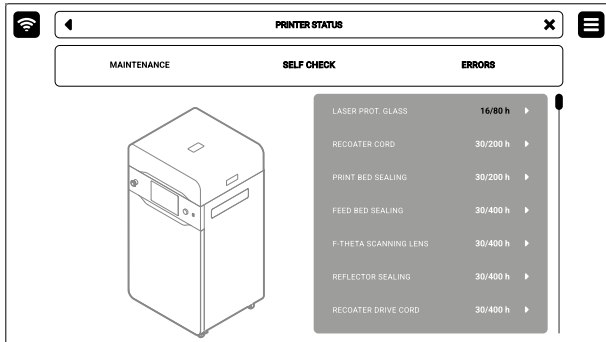 PRINTER STATUS
MAINTENANCE SELF CHECK ERRORS
LASER PROT. GLASS 16/80 h
RECOATER CORD 30/200 h
PRINT BED SEALING 30/200 h
FEED BED SEALING 30/400 h
F-THETA SCANNING LENS 30/400 h
REFLECTOR SEALING 30/400 h
RECOATER DRIVE CORD 30/400 h